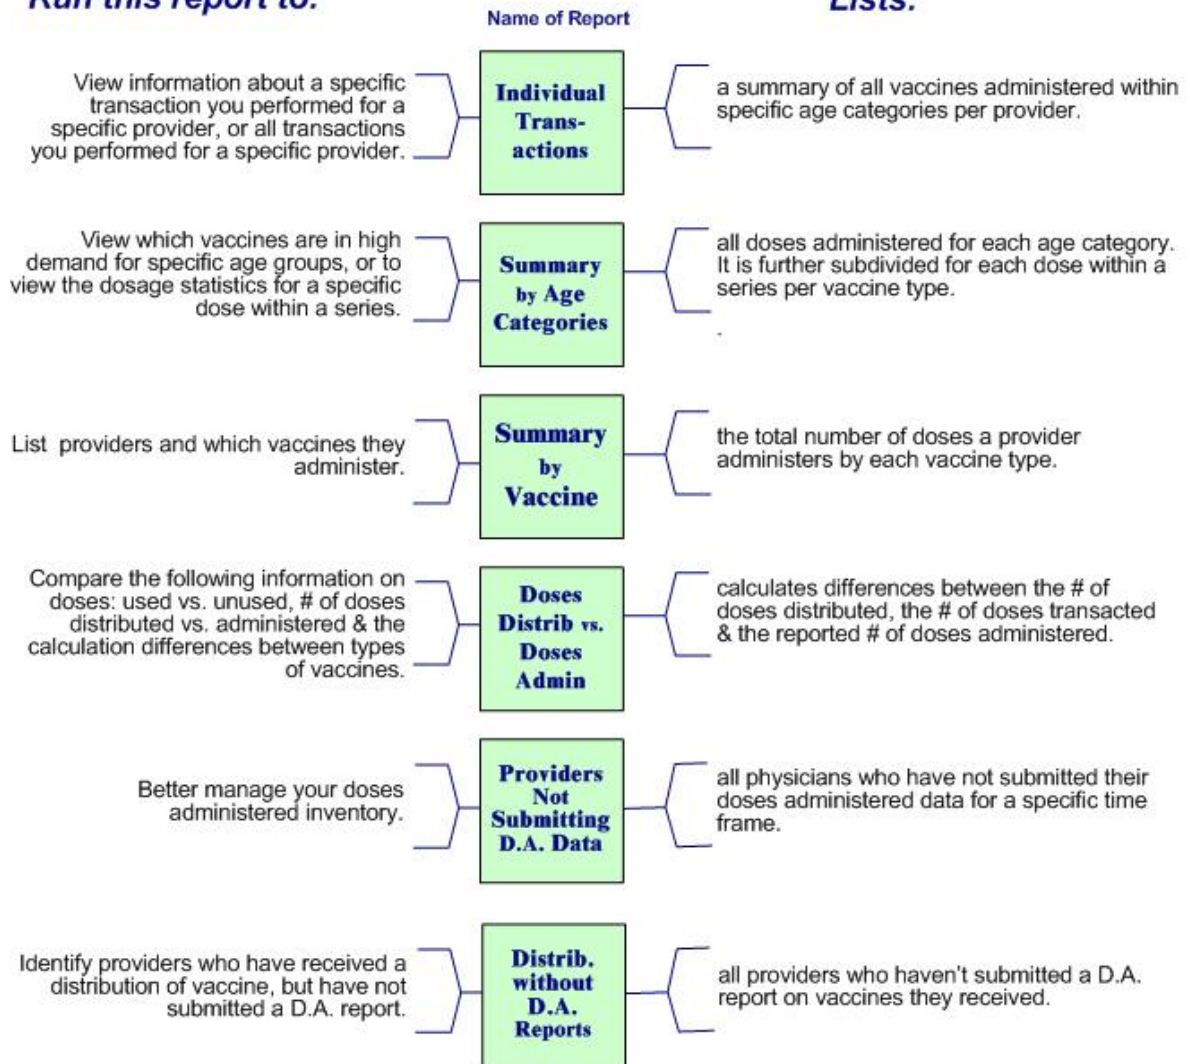 Run this report to:
Name of Report
Lists:
View information about a specific
transaction you performed for a
specific provider, or all transactions
you performed for a specific provider.
Individual
Trans-
actions
a summary of all vaccines administered within
specific age categories per provider.
View which vaccines are in high
demand for specific age groups, or to
view the dosage statistics for a specific
dose within a series.
Summary
by Age
Categories
all doses administered for each age category.
It is further subdivided for each dose within a
series per vaccine type.
.
List providers and which vaccines they
administer.
Summary
by
Vaccine
the total number of doses a provider
administers by each vaccine type.
Compare the following information on
doses: used vs. unused, # of doses
distributed vs. administered & the
calculation differences between types
of vaccines.
Doses
Distrib vs.
Doses
Admin
calculates differences between the # of
doses distributed, the # of doses transacted
& the reported # of doses administered.
Better manage your doses
administered inventory.
Providers
Not
Submitting
D.A. Data
all physicians who have not submitted their
doses administered data for a specific time
frame.
Identify providers who have received a
distribution of vaccine, but have not
submitted a D.A. report.
Distrib.
without
D.A.
Reports
all providers who haven't submitted a D.A.
report on vaccines they received.